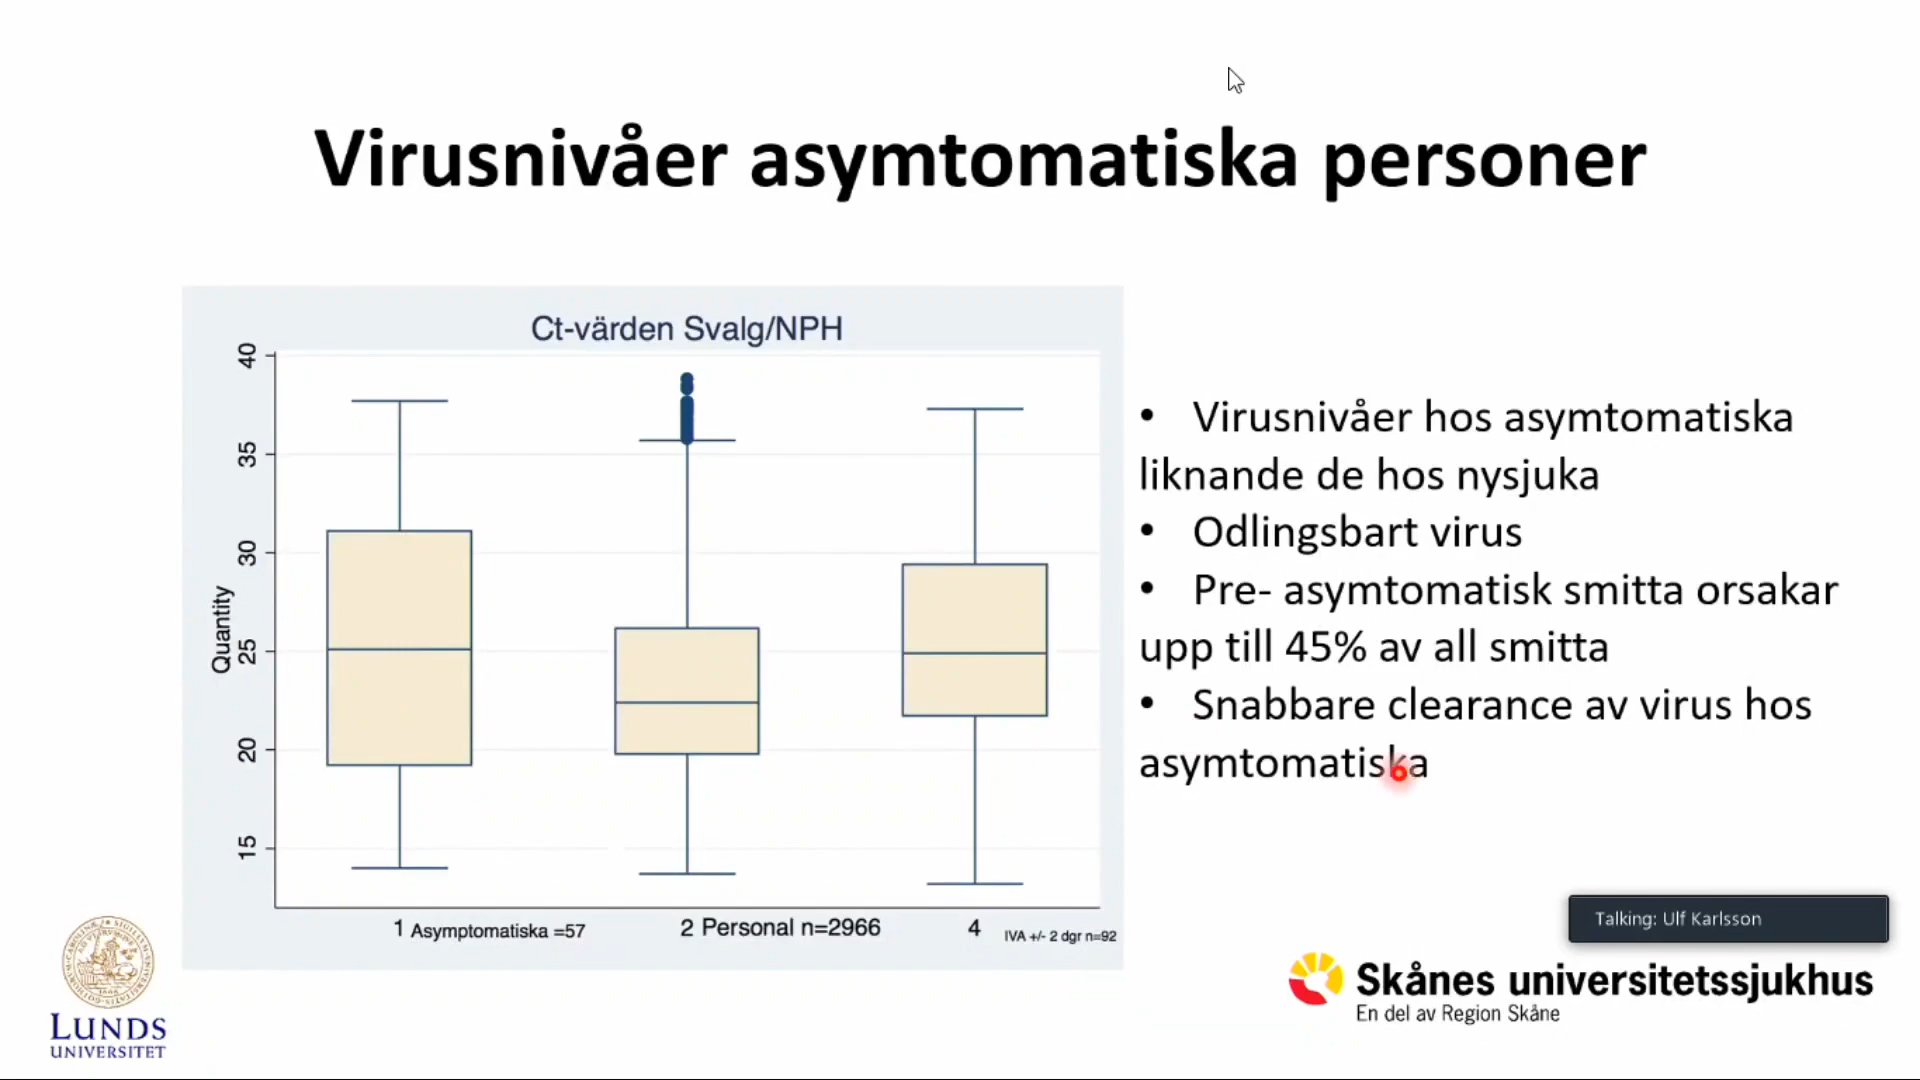 Virusnivåer asymtomatiska personer
Ct-värden Svalg/NPH
40
35
30
25
20
15
Quantity
1 Asymptomatiska =57
2 Personal n=2966
4 IVA +/- 2 dgr n=92
• Virusnivåer hos asymtomatiska
liknande de hos nysjuka
• Odlingsbart virus
• Pre- asymtomatisk smitta orsakar
upp till 45% av all smitta
• Snabbare clearance av virus hos
asymtomatiska
Talking: Ulf Karlsson
LUNDS
UNIVERSITET
Skånes universitetssjukhus
En del av Region Skåne